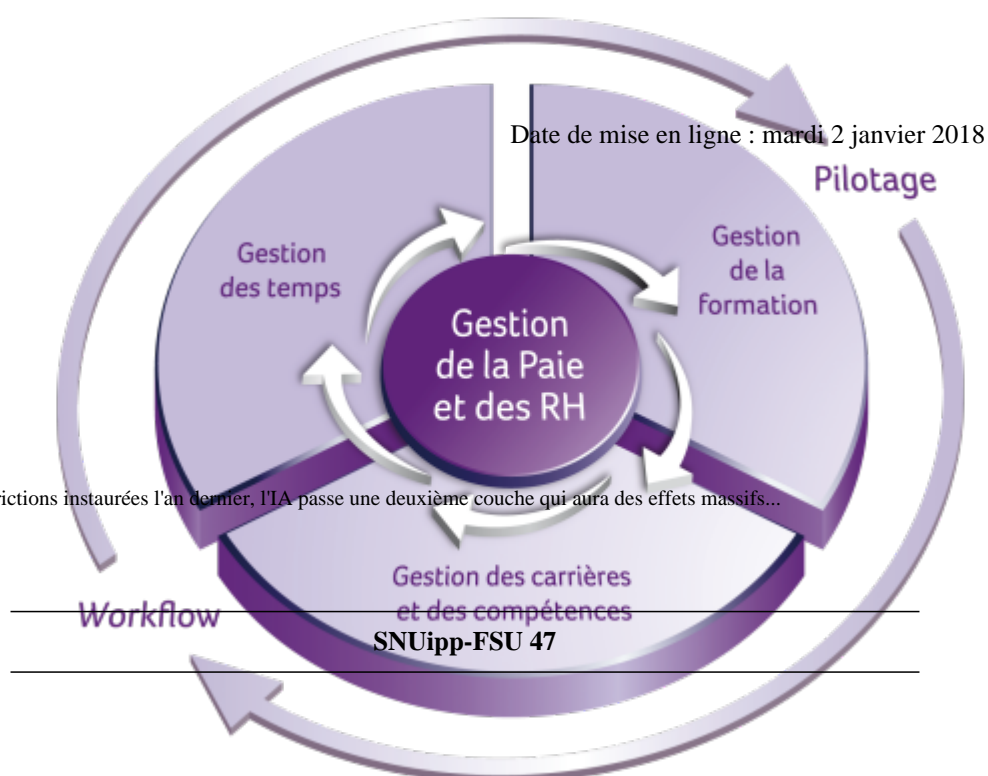 Date de mise en ligne : mardi 2 janvier 2018
Pilotage
Gestion
des temps
Gestion
de la
formation
Gestion
de la Paie
et des RH
instaurées l'an dernier, l'IA passe une deuxième couche qui aura des effets massifs...
Gestion des carrières
et des compétences
Workflow
SNUipp-FSU 47